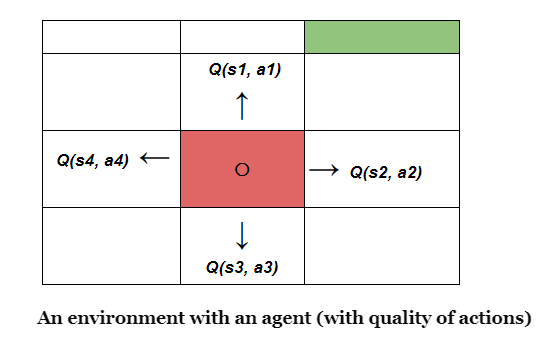 Q(s1, a1)
Q(s4, a4)
O
Q(s2, a2)
Q(s3, a3)
An environment with an agent (with quality of actions)